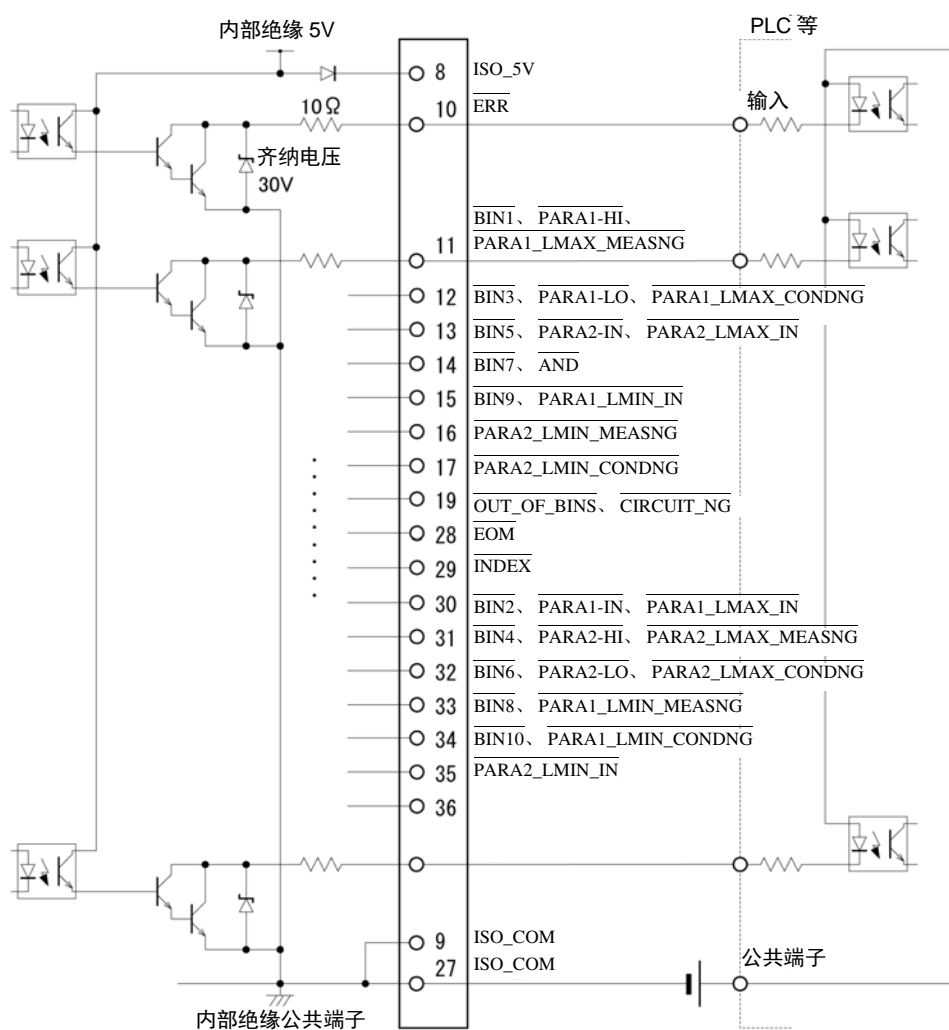 内部绝缘 5V
PLC 等
8 ISO_5V
10 ERR
10Ω
输入
齐纳电压
30V
BIN1、 PARA1-HI、
11 PARA1_LMAX_MEASNG
12 BIN3、 PARA1-LO、 PARA1_LMAX_CONDNG
13 BIN5、 PARA2-IN、 PARA2_LMAX_IN
14 BIN7、 AND
15 BIN9、 PARA1_LMIN_IN
16 PARA2_LMIN_MEASNG
17 PARA2_LMIN_CONDNG
19 OUT_OF_BINS、 CIRCUIT_NG
28 EOM
29 INDEX
30 BIN2、 PARA1-IN、 PARA1_LMAX_IN
31 BIN4、 PARA2-HI、 PARA2_LMAX_MEASNG
32 BIN6、 PARA2-LO、 PARA2_LMAX_CONDNG
33 BIN8、 PARA1_LMIN_MEASNG
34 BIN10、 PARA1_LMIN_CONDNG
35 PARA2_LMIN_IN
36
9 ISO_COM
27 ISO_COM
公共端子
内部绝缘公共端子